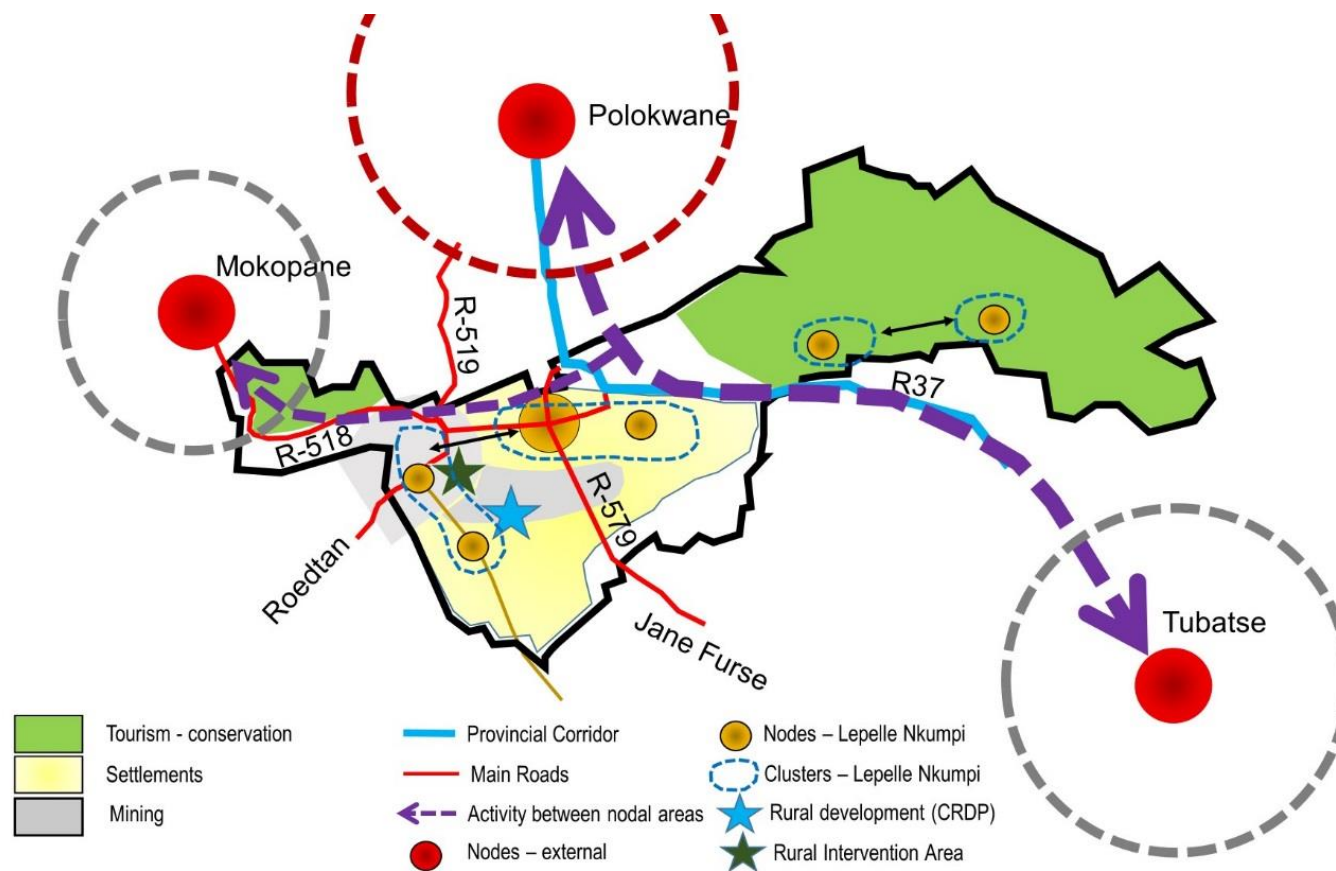 Polokwane
Mokopane
R-519
R37
R-518
R-579
Roedtan
Jane Furse
Tubatse
Tourism - conservation
Settlements
Mining
Provincial Corridor
Main Roads
Activity between nodal areas
Nodes – external
Nodes – Lepelle Nkumpi
Clusters – Lepelle Nkumpi
Rural development (CRDP)
Rural Intervention Area